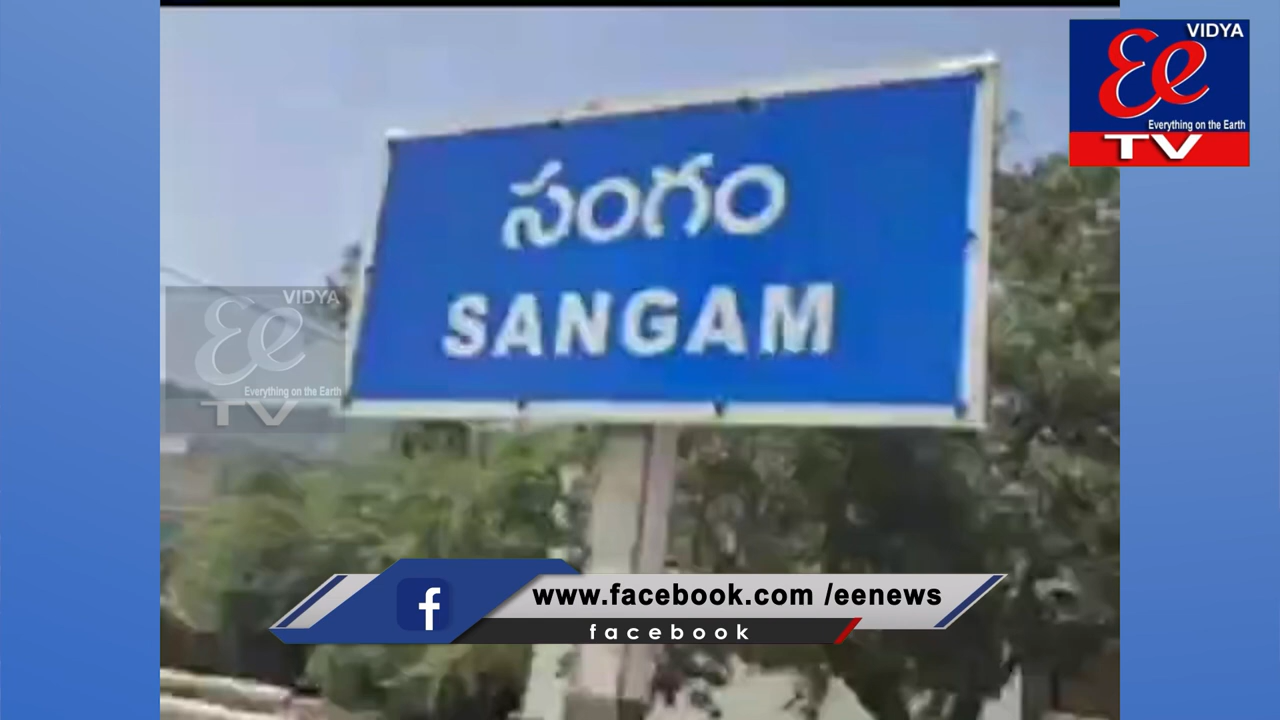 VIDYA
Ee
Everything on the Earth
TV
సంగం
SANGAM
VIDYA
Ee
Everything on the Earth
TV
www.facebook.com /eenews
facebook